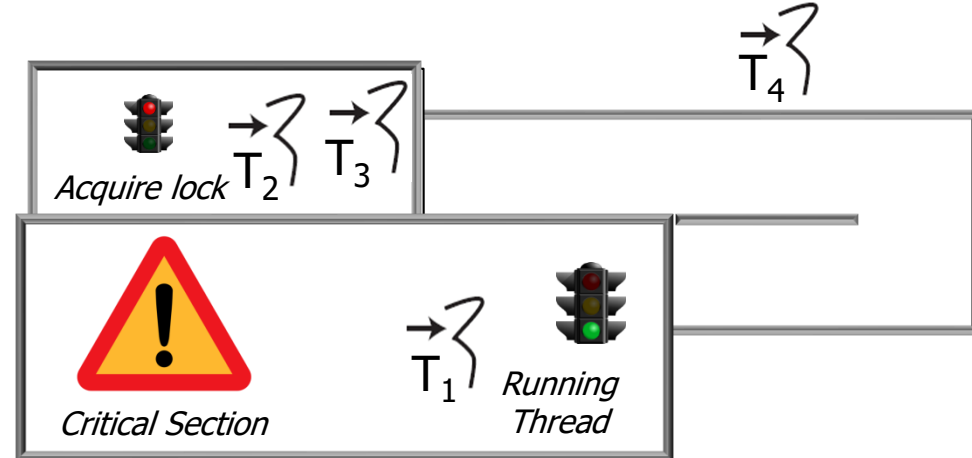 T4
T2
T3
Acquire lock
T1
Running
Thread
Critical Section